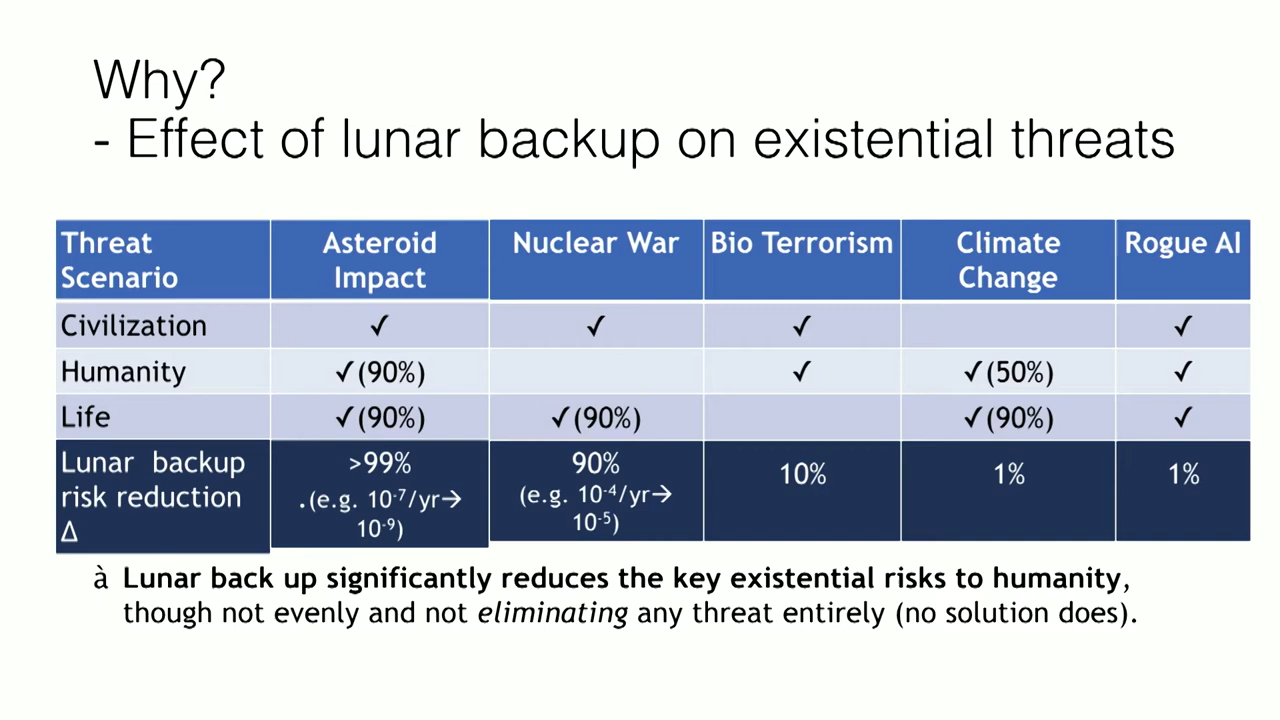 Why?
- Effect of lunar backup on existential threats
Threat Scenario | Asteroid Impact | Nuclear War | Bio Terrorism | Climate Change | Rogue AI
Civilization | ✓ | ✓ | ✓ | | ✓
Humanity | ✓(90%) | | ✓ | ✓(50%) | ✓
Life | ✓(90%) | ✓(90%) | | ✓(90%) | ✓
Lunar backup risk reduction Δ | >99% .(e.g. 10⁻⁷/yr→ 10⁻⁹) | 90% (e.g. 10⁻⁴/yr→ 10⁻⁵) | 10% | 1% | 1%
à Lunar back up significantly reduces the key existential risks to humanity,
though not evenly and not eliminating any threat entirely (no solution does).